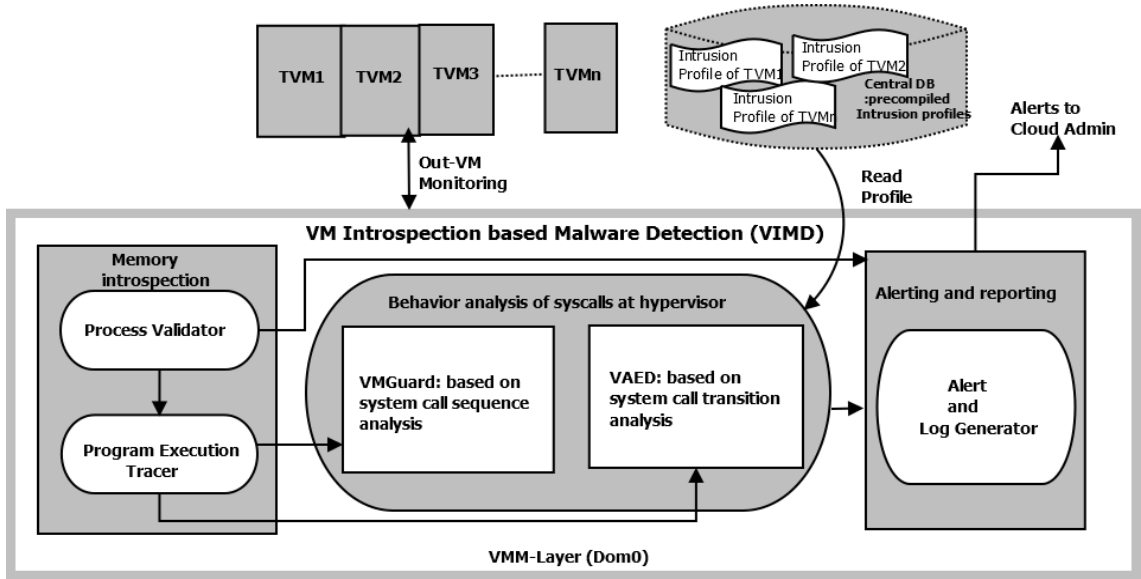 TVM1
TVM2
TVM3
TVMn
Intrusion
Profile of TVM1
Intrusion
Profile of TVM2
Intrusion
Profile of TVMn
Central DB
:precompiled
Intrusion profiles
Alerts to
Cloud Admin
Out-VM
Monitoring
Read
Profile
VM Introspection based Malware Detection (VIMD)
Memory
introspection
Process Validator
Program Execution
Tracer
Behavior analysis of syscalls at hypervisor
VMGuard: based on
system call sequence
analysis
VAED: based on
system call transition
analysis
Alerting and reporting
Alert
and
Log Generator
VMM-Layer (Dom0)